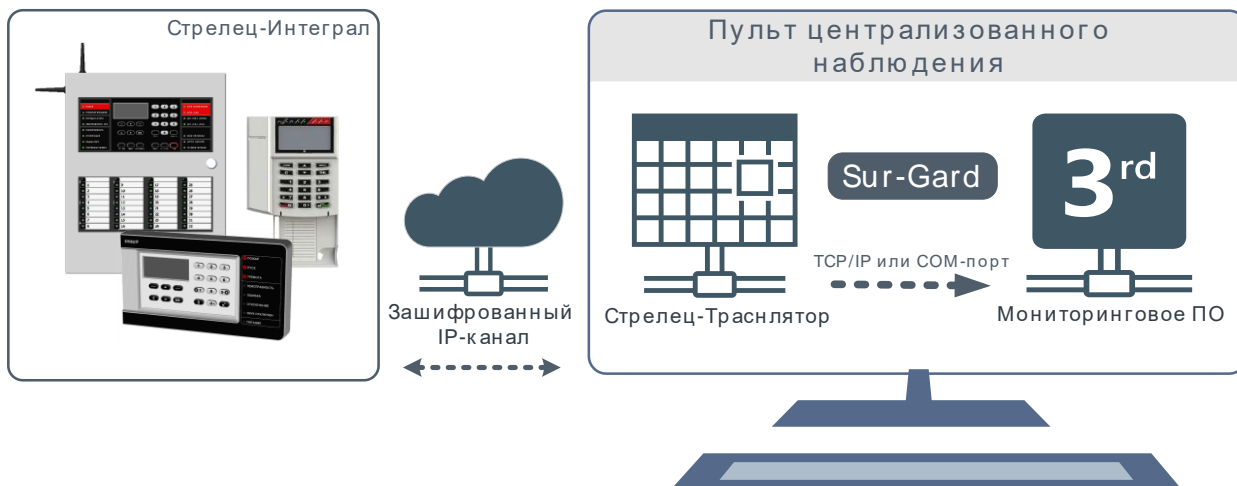 Стрелец-Интеграл
Зашифрованный
IP-канал
Пульт централизованного
наблюдения
Sur-Gard
3rd
TCP/IP или COM-порт
Стрелец-Траснлятор
Мониторинговое ПО